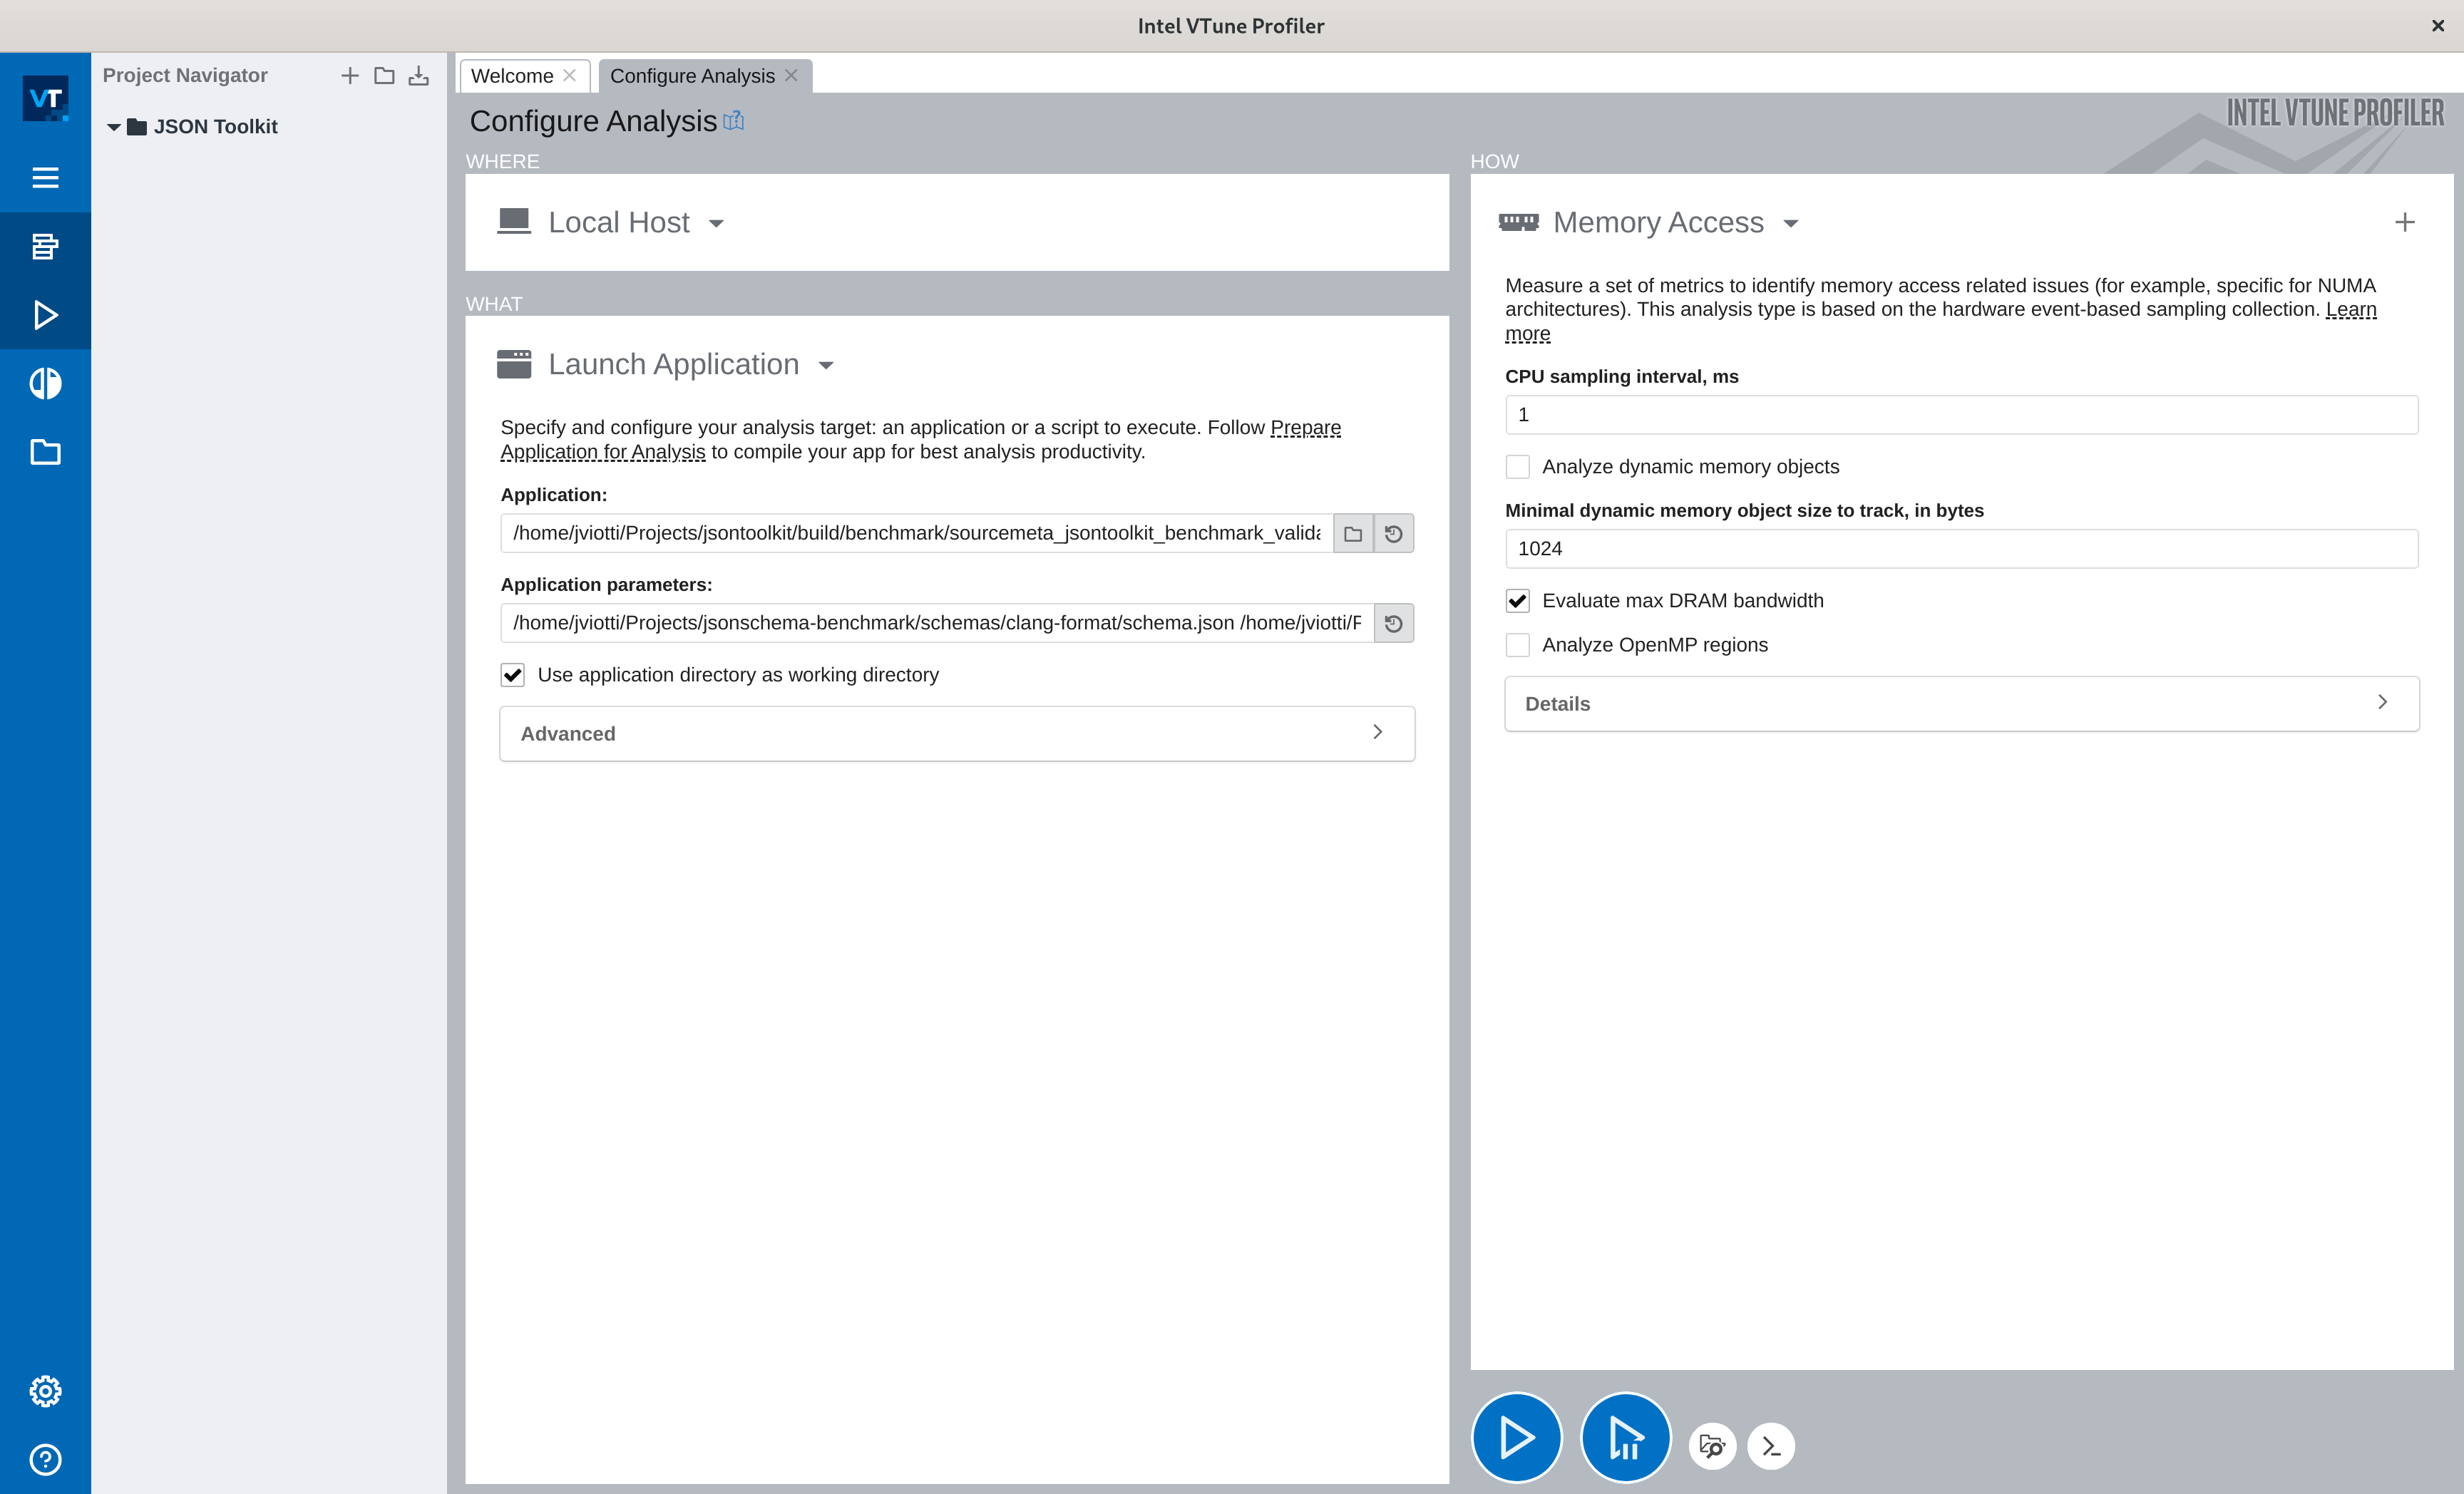 Intel VTune Profiler
VT
Project Navigator
JSON Toolkit
Welcome
Configure Analysis
Configure Analysis
INTEL VTUNE PROFILER
WHERE
Local Host
WHAT
Launch Application
Specify and configure your analysis target: an application or a script to execute. Follow Prepare
Application for Analysis to compile your app for best analysis productivity.
Application:
/home/jviotti/Projects/jsontoolkit/build/benchmark/sourcemeta_jsontoolkit_benchmark_valida
Application parameters:
/home/jviotti/Projects/jsonschema-benchmark/schemas/clang-format/schema.json /home/jviotti/P
Use application directory as working directory
Advanced
HOW
Memory Access
Measure a set of metrics to identify memory access related issues (for example, specific for NUMA
architectures). This analysis type is based on the hardware event-based sampling collection. Learn
more
CPU sampling interval, ms
1
Analyze dynamic memory objects
Minimal dynamic memory object size to track, in bytes
1024
Evaluate max DRAM bandwidth
Analyze OpenMP regions
Details